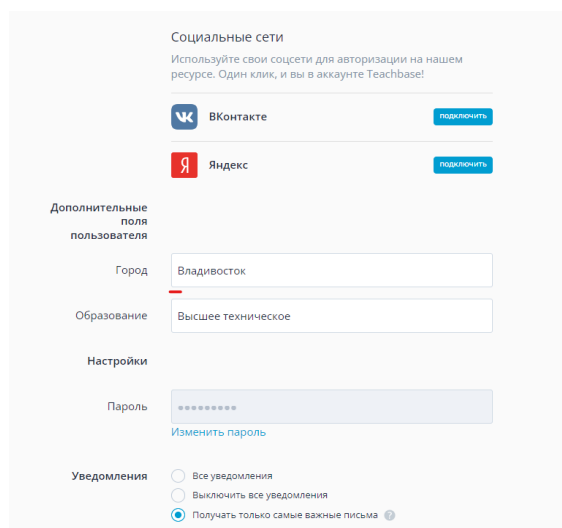 Социальные сети
Используйте свои соцсети для авторизации на нашем
ресурсе. Один клик, и вы в аккаунте Teachbase!
ВКонтакте
ПОДКЛЮЧИТЬ
Я
Яндекс
ПОДКЛЮЧИТЬ
Дополнительные
поля
пользователя
Город
Владивосток
Образование
Высшее техническое
Настройки
Пароль
Изменить пароль
Уведомления
Все уведомления
Выключить все уведомления
Получать только самые важные письма ?